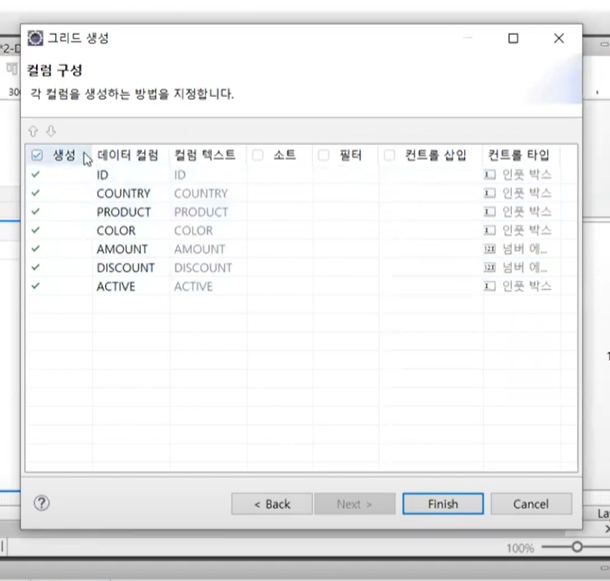 그리드 생성
*2-D
컬럼 구성
각 컬럼을 생성하는 방법을 지정합니다.
생성 데이터 컬럼 컬럼 텍스트 소트 필터 컨트롤 삽입 컨트롤 타입
ID ID 인풋 박스
COUNTRY COUNTRY 인풋 박스
PRODUCT PRODUCT 인풋 박스
COLOR COLOR 인풋 박스
AMOUNT AMOUNT 넘버 에...
DISCOUNT DISCOUNT 넘버 에...
ACTIVE ACTIVE 인풋 박스
< Back Next > Finish Cancel
La
100%